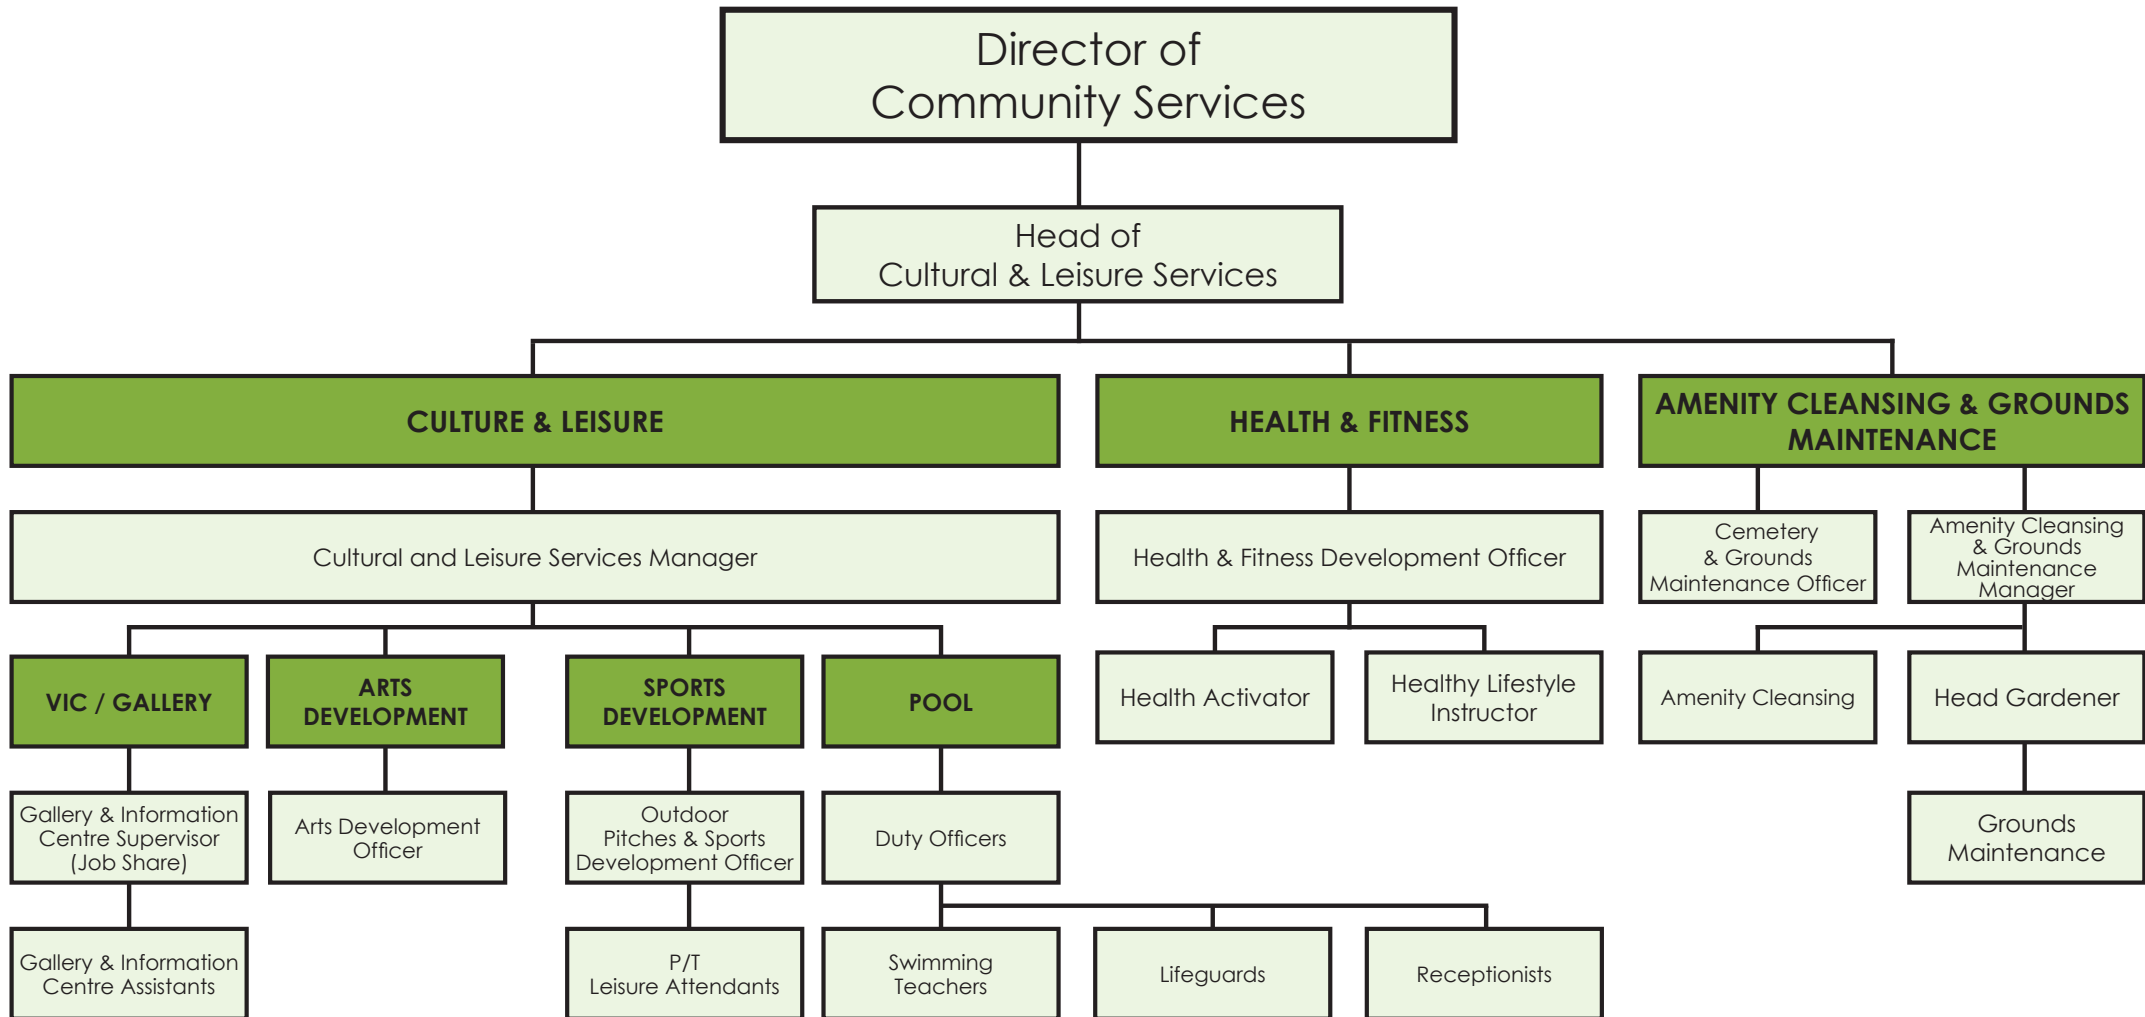 Director of
Community Services
Head of
Cultural & Leisure Services
CULTURE & LEISURE
HEALTH & FITNESS
AMENITY CLEANSING & GROUNDS
MAINTENANCE
Cultural and Leisure Services Manager
Health & Fitness Development Officer
Cemetery
& Grounds
Maintenance Officer
Amenity Cleansing
& Grounds
Maintenance
Manager
VIC / GALLERY
ARTS
DEVELOPMENT
SPORTS
DEVELOPMENT
POOL
Health Activator
Healthy Lifestyle
Instructor
Amenity Cleansing
Head Gardener
Gallery & Information
Centre Supervisor
(Job Share)
Arts Development
Officer
Outdoor
Pitches & Sports
Development Officer
Duty Officers
Grounds
Maintenance
Gallery & Information
Centre Assistants
P/T
Leisure Attendants
Swimming
Teachers
Lifeguards
Receptionists